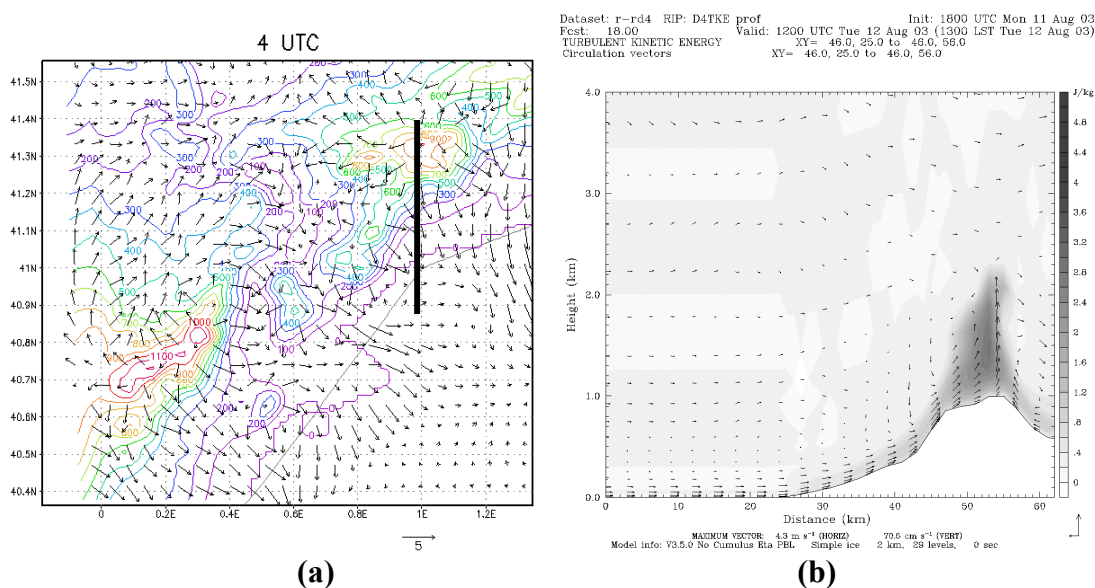 4 UTC
41.5N
41.4N
41.3N
41.2N
41.1N
41N
40.9N
40.8N
40.7N
40.6N
40.5N
40.4N
0 0.2E 0.4E 0.6E 0.8E 1E 1.2E
5
(a)
Dataset: r-rd4 RIP: D4TKE prof Init: 1800 UTC Mon 11 Aug 03
Fcst: 18.00 Valid: 1200 UTC Tue 12 Aug 03 (1300 LST Tue 12 Aug 03)
TURBULENT KINETIC ENERGY XY= 46.0, 25.0 to 46.0, 56.0
Circulation vectors XY= 46.0, 25.0 to 46.0, 56.0
J/kg
4.8
4.4
4
3.6
3.2
2.8
2.4
2
1.6
1.2
.8
.4
0
4.0
3.0
2.0
1.0
0.0
Height (km)
0 10 20 30 40 50 60
Distance (km)
MAXIMUM VECTOR: 4.3 m s⁻¹ (HORIZ) 70.5 cm s⁻¹ (VERT)
Model info: V3.5.0 No Cumulus Eta PBL Simple ice 2 km, 29 levels, 0 sec
(b)